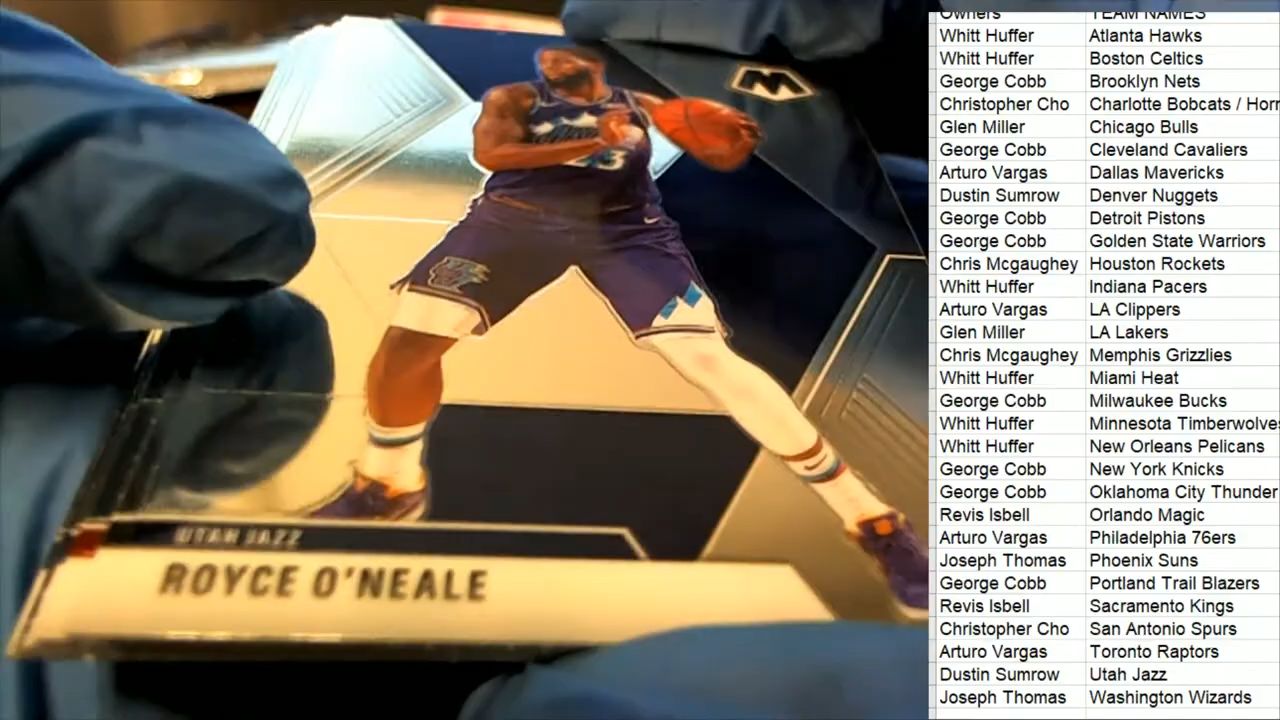 Owners TEAM NAMES
Whitt Huffer Atlanta Hawks
Whitt Huffer Boston Celtics
George Cobb Brooklyn Nets
Christopher Cho Charlotte Bobcats / Horn
Glen Miller Chicago Bulls
George Cobb Cleveland Cavaliers
Arturo Vargas Dallas Mavericks
Dustin Sumrow Denver Nuggets
George Cobb Detroit Pistons
George Cobb Golden State Warriors
Chris Mcgaughey Houston Rockets
Whitt Huffer Indiana Pacers
Arturo Vargas LA Clippers
Glen Miller LA Lakers
Chris Mcgaughey Memphis Grizzlies
Whitt Huffer Miami Heat
George Cobb Milwaukee Bucks
Whitt Huffer Minnesota Timberwolves
Whitt Huffer New Orleans Pelicans
George Cobb New York Knicks
George Cobb Oklahoma City Thunder
Revis Isbell Orlando Magic
Arturo Vargas Philadelphia 76ers
Joseph Thomas Phoenix Suns
George Cobb Portland Trail Blazers
Revis Isbell Sacramento Kings
Christopher Cho San Antonio Spurs
Arturo Vargas Toronto Raptors
Dustin Sumrow Utah Jazz
Joseph Thomas Washington Wizards
M
23
UTAH JAZZ
ROYCE O'NEALE